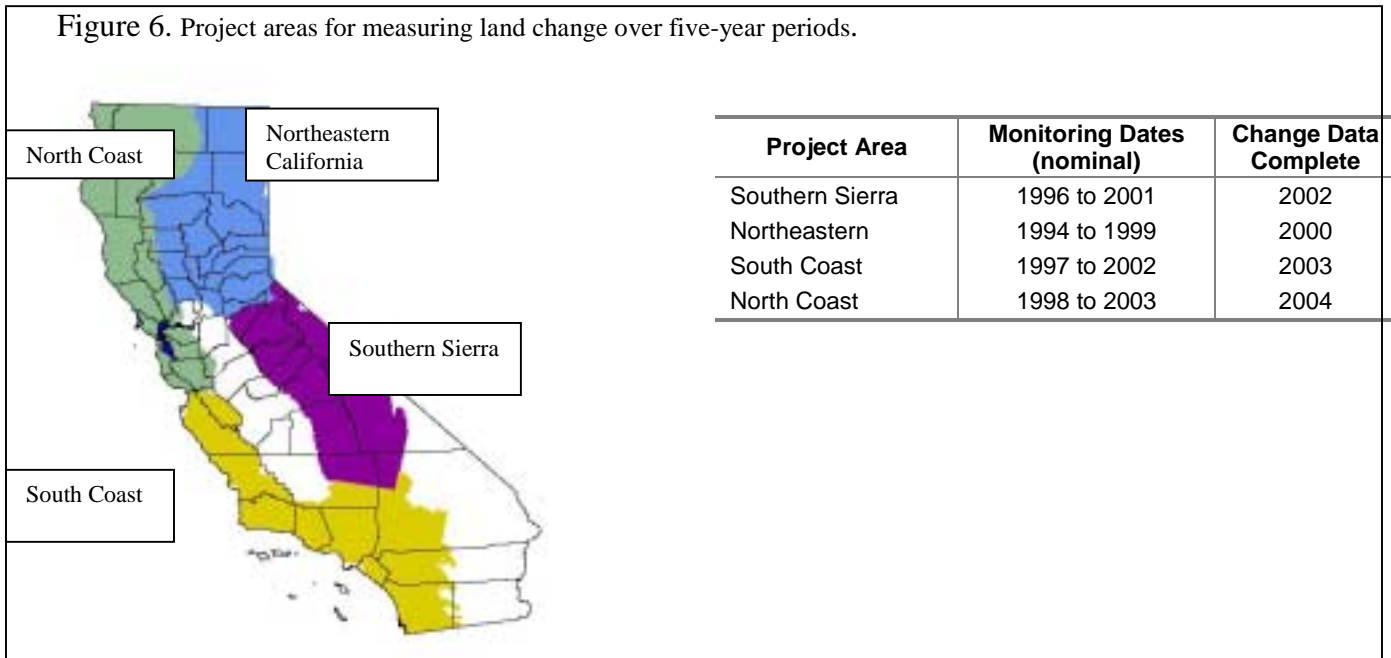 Figure 6. Project areas for measuring land change over five-year periods.
North Coast
Northeastern
California
Southern Sierra
South Coast
Project Area Monitoring Dates (nominal) Change Data Complete
Southern Sierra 1996 to 2001 2002
Northeastern 1994 to 1999 2000
South Coast 1997 to 2002 2003
North Coast 1998 to 2003 2004